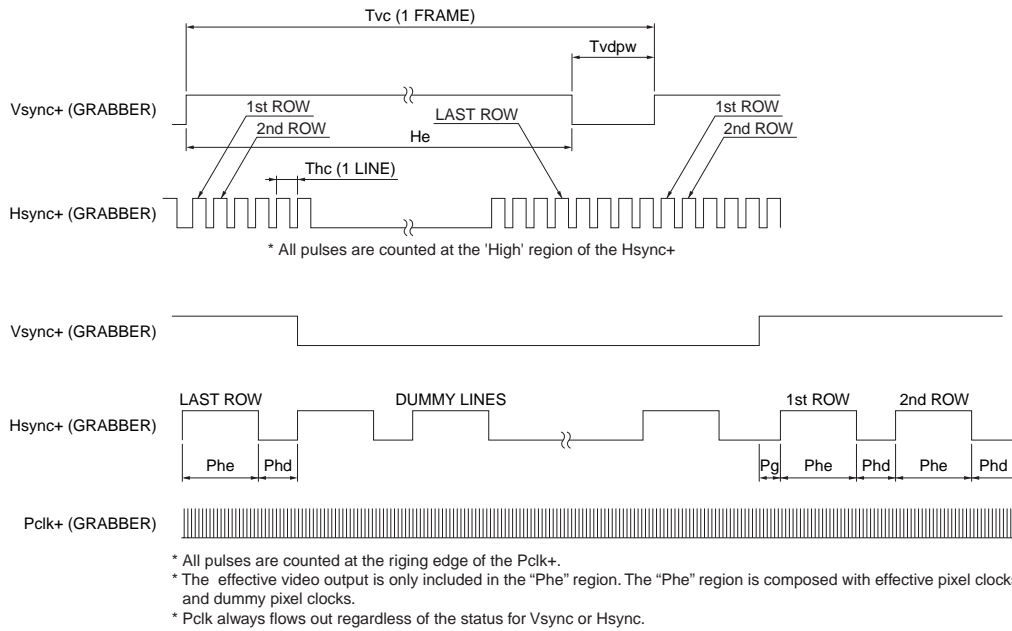 Tvc (1 FRAME)
Tvdpw
Vsync+ (GRABBER)
1st ROW
2nd ROW
LAST ROW
He
1st ROW
2nd ROW
Thc (1 LINE)
Hsync+ (GRABBER)
* All pulses are counted at the 'High' region of the Hsync+
Vsync+ (GRABBER)
LAST ROW
DUMMY LINES
1st ROW
2nd ROW
Hsync+ (GRABBER)
Phe
Phd
Pg
Phe
Phd
Phe
Phd
Pclk+ (GRABBER)
* All pulses are counted at the riging edge of the Pclk+.
* The effective video output is only included in the “Phe” region. The “Phe” region is composed with effective pixel clocks
and dummy pixel clocks.
* Pclk always flows out regardless of the status for Vsync or Hsync.